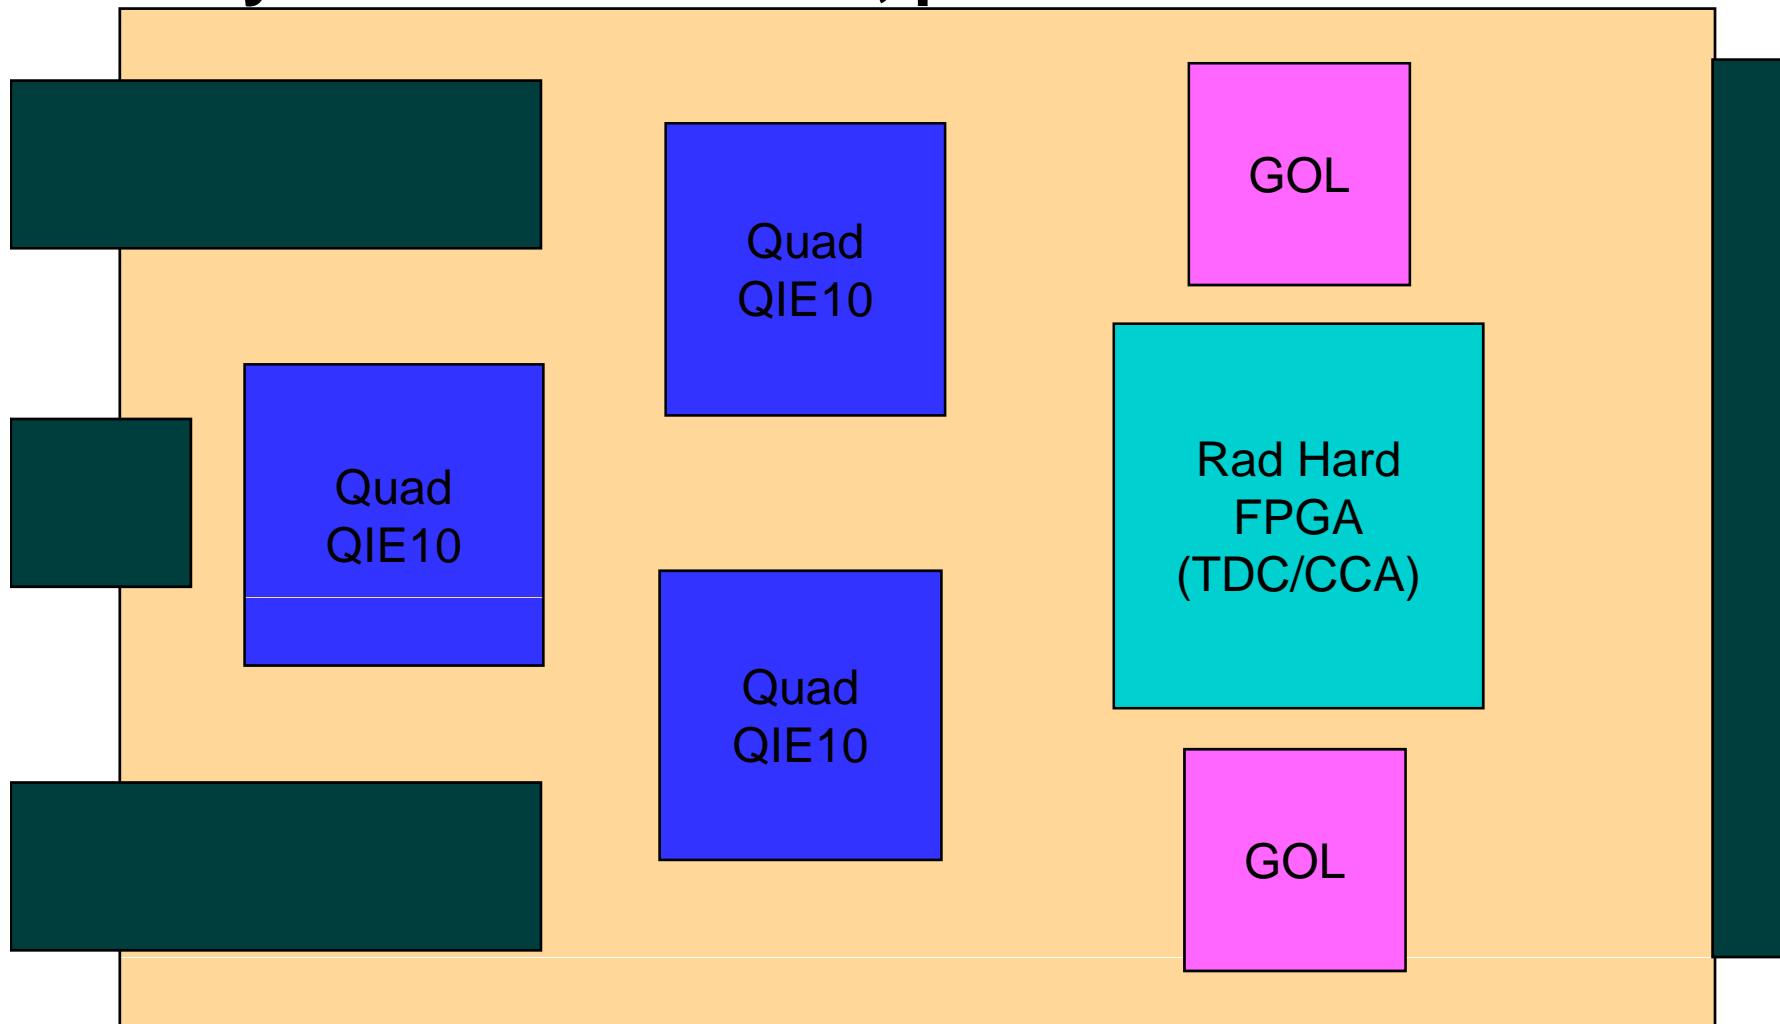 GOL
Quad
QIE10
Quad
QIE10
Rad Hard
FPGA
(TDC/CCA)
Quad
QIE10
GOL